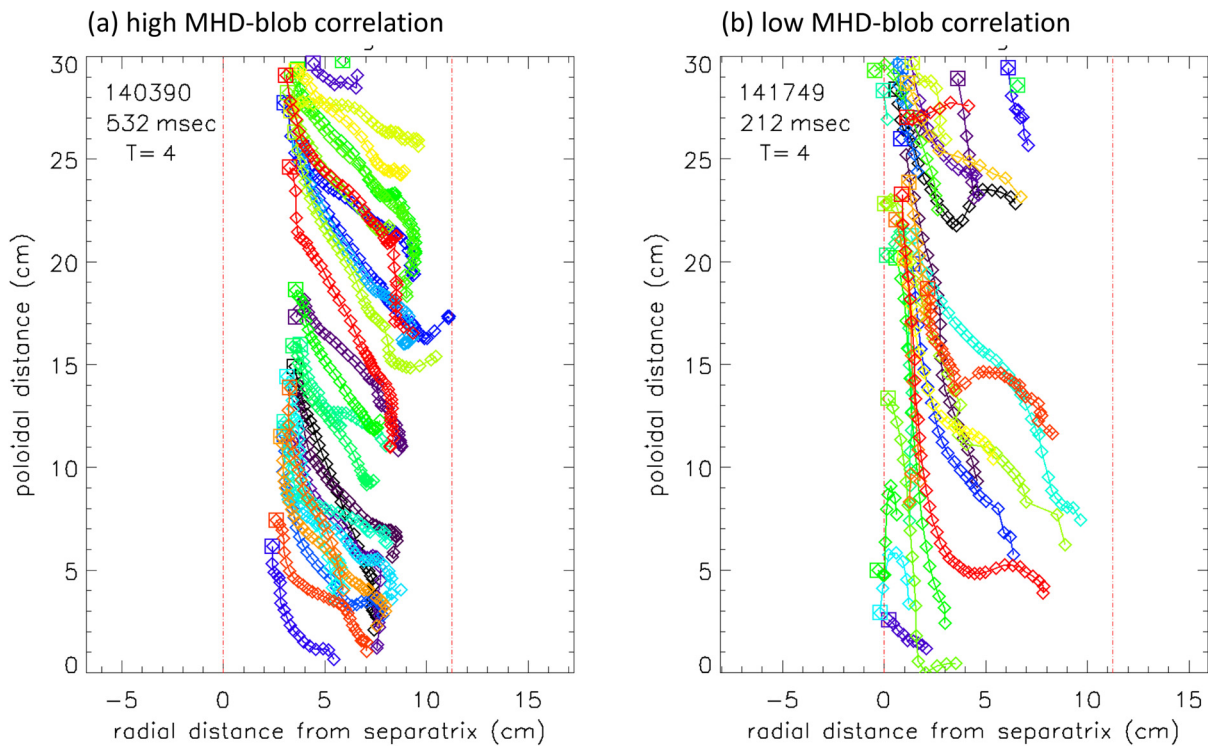 (a) high MHD-blob correlation
(b) low MHD-blob correlation
140390
532 msec
T= 4
141749
212 msec
T= 4
30
25
20
15
10
5
0
30
25
20
15
10
5
0
poloidal distance (cm)
poloidal distance (cm)
-5 0 5 10 15
-5 0 5 10 15
radial distance from separatrix (cm)
radial distance from separatrix (cm)